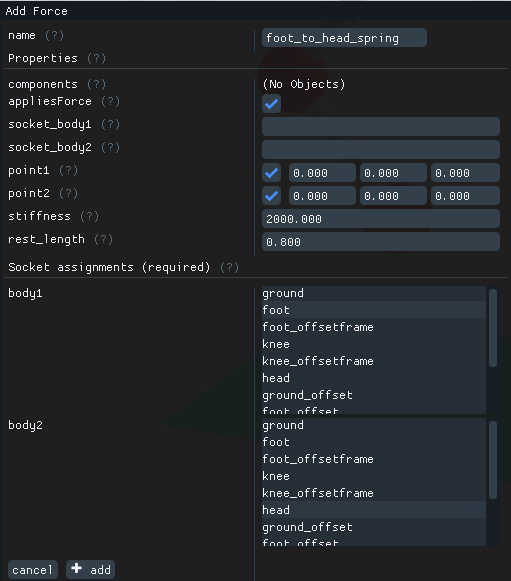 Add Force
name (?) foot_to_head_spring
Properties (?)
components (?) (No Objects)
appliesForce (?)
socket_body1 (?)
socket_body2 (?)
point1 (?) 0.000 0.000 0.000
point2 (?) 0.000 0.000 0.000
stiffness (?) 2000.000
rest_length (?) 0.800
Socket assignments (required) (?)
body1 ground
foot
foot_offsetframe
knee
knee_offsetframe
head
ground_offset
foot_offset
body2 ground
foot
foot_offsetframe
knee
knee_offsetframe
head
ground_offset
foot_offset
cancel + add